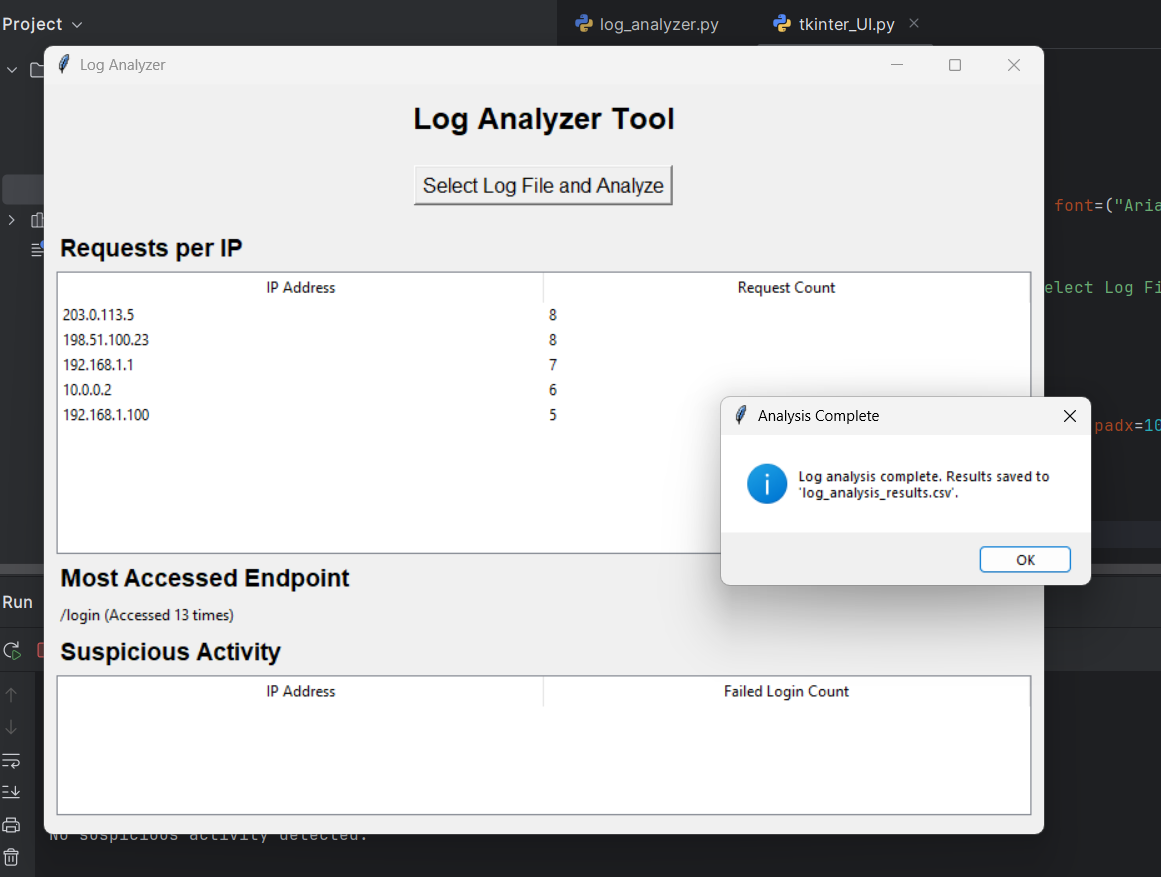 Project
log_analyzer.py
tkinter_UI.py
Log Analyzer
Log Analyzer Tool
Select Log File and Analyze
font=("Aria
Requests per IP
elect Log Fi
IP Address Request Count
203.0.113.5 8
198.51.100.23 8
192.168.1.1 7
10.0.0.2 6
192.168.1.100 5
padx=10
Analysis Complete
Log analysis complete. Results saved to
'log_analysis_results.csv'.
OK
Most Accessed Endpoint
/login (Accessed 13 times)
Run
Suspicious Activity
IP Address Failed Login Count
No suspicious activity detected.